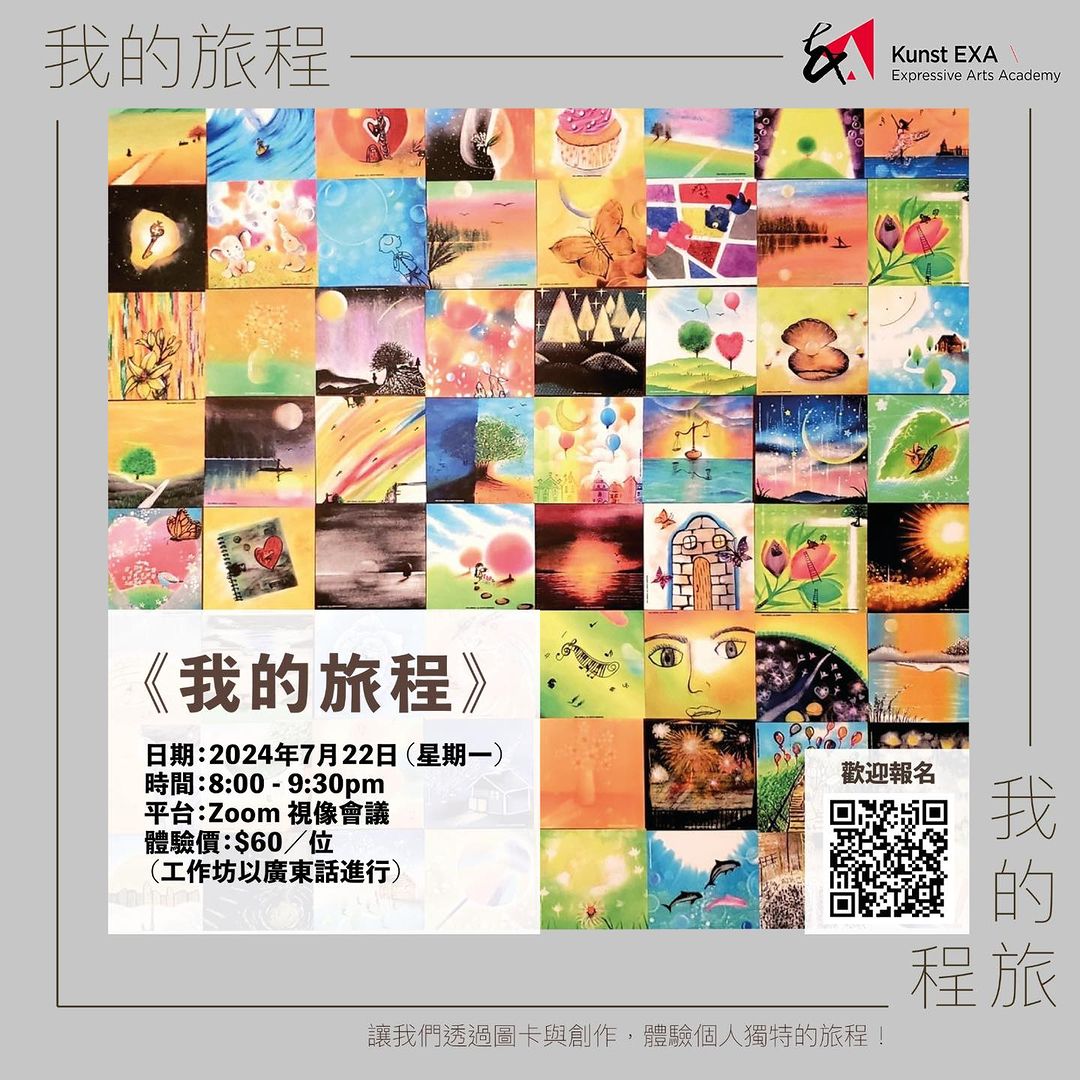 我的旅程
Kunst EXA \
Expressive Arts Academy
《我的旅程》
日期：2024年7月22日（星期一）
時間：8:00 - 9:30pm
平台：Zoom 視像會議
體驗價：$60／位
（工作坊以廣東話進行）
歡迎報名
我的旅程
讓我們透過圖卡與創作，體驗個人獨特的旅程！